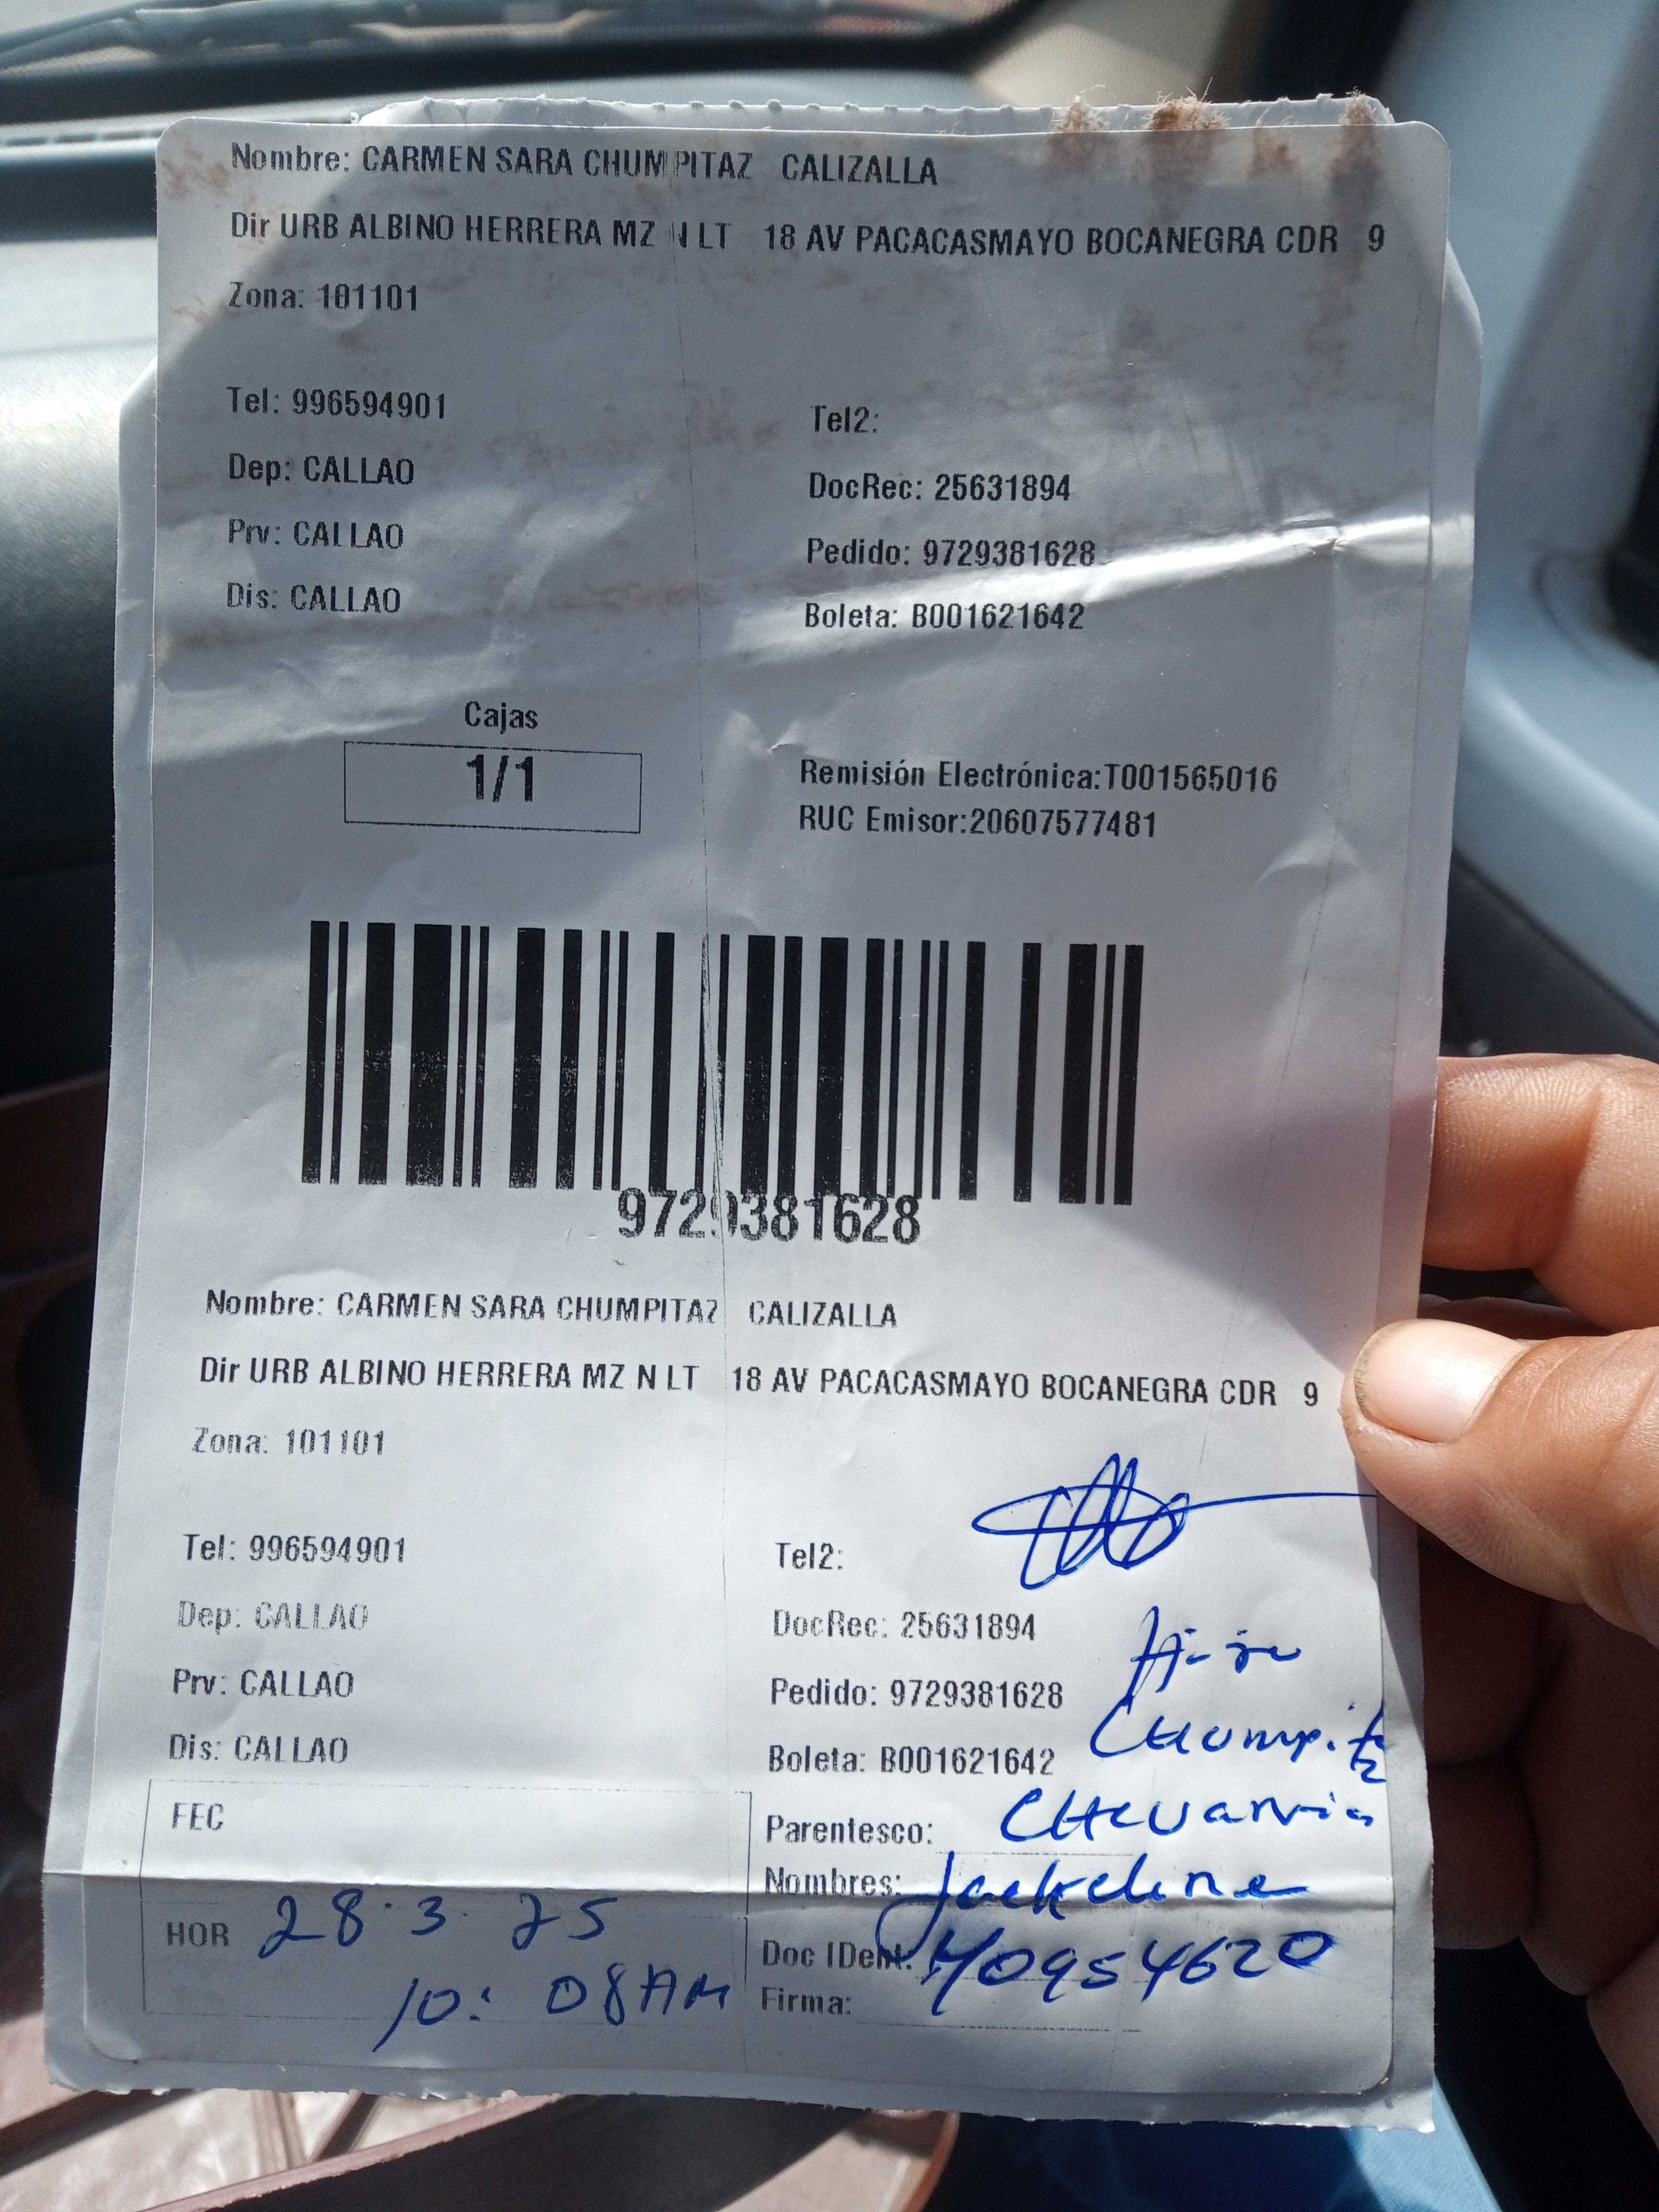 Nombre: CARMEN SARA CHUMPITAZ CALIZALLA
Dir URB ALBINO HERRERA MZ N LT 18 AV PACACASMAYO BOCANEGRA CDR 9
Zona: 101101
Tel: 996594901
Tel2:
Dep: CALLAO
DocRec: 25631894
Prv: CALLAO
Pedido: 9729381628
Dis: CALLAO
Boleta: B001621642
Cajas
1/1
Remisión Electrónica:T001565016
RUC Emisor:20607577481
9729381628
Nombre: CARMEN SARA CHUMPITAZ CALIZALLA
Dir URB ALBINO HERRERA MZ N LT 18 AV PACACASMAYO BOCANEGRA CDR 9
Zona: 101101
Tel: 996594901
Tel2:
Dep: CALLAO
DocRec: 25631894
Prv: CALLAO
Pedido: 9729381628
CHumpitaz
Dis: CALLAO
Boleta: B001621642
FEC
Parentesco: CHevarria
Nombres: Jackeline
HOR 28.3.25
Doc IDent: 40954620
10:08AM
Firma: